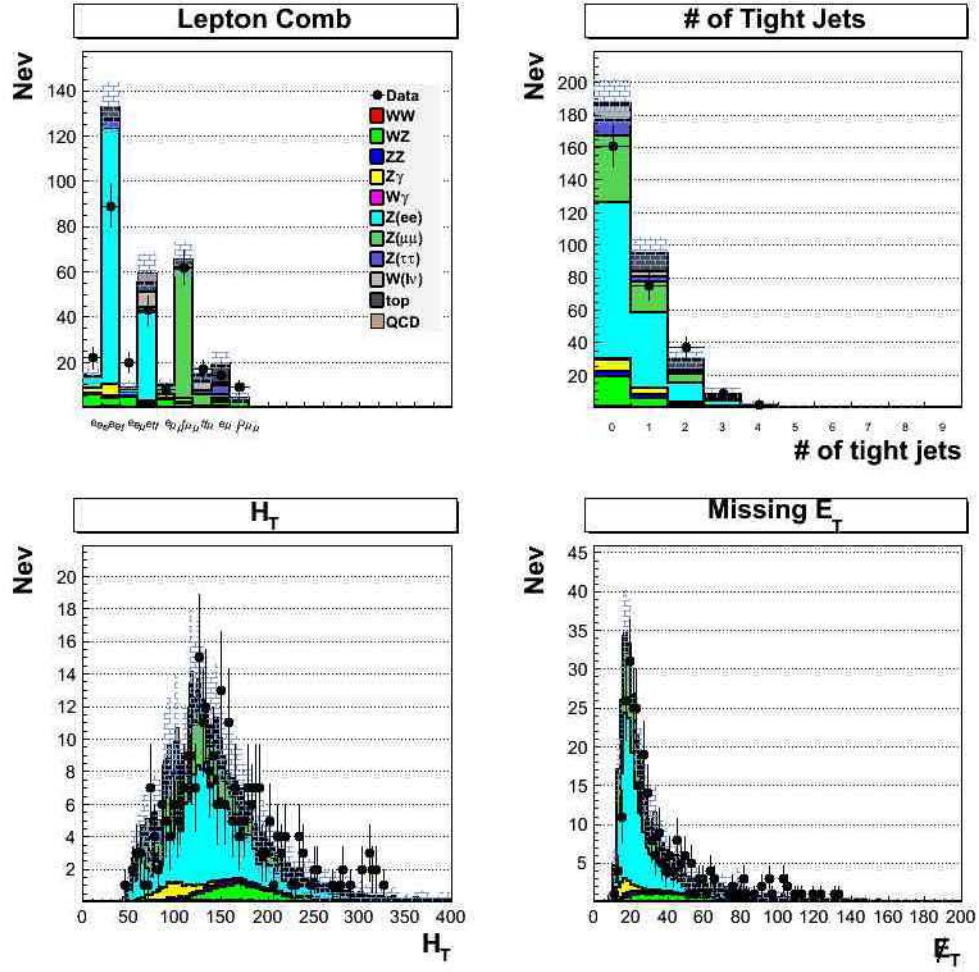 Lepton Comb
Nev
140
120
100
80
60
40
20
Data
WW
WZ
ZZ
Zγ
Wγ
Z(ee)
Z(μμ)
Z(ττ)
W(lν)
top
QCD
# of Tight Jets
Nev
200
180
160
140
120
100
80
60
40
20
0 1 2 3 4 5 6 7 8 9
# of tight jets
H_T
Nev
20
18
16
14
12
10
8
6
4
2
0 50 100 150 200 250 300 350 400
H_T
Missing E_T
Nev
45
40
35
30
25
20
15
10
5
0 20 40 60 80 100 120 140 160 180 200
E̸_T